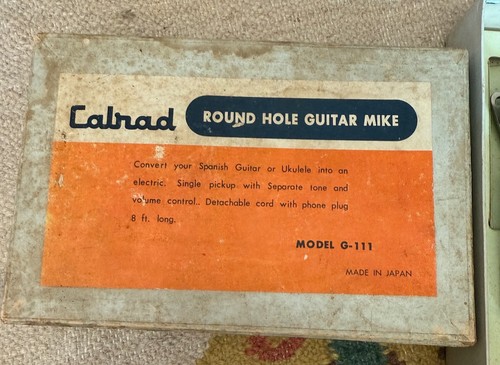 Calrad
ROUND HOLE GUITAR MIKE
Convert your Spanish Guitar or Ukulele into an
electric. Single pickup with Separate tone and
volume control.. Detachable cord with phone plug
8 ft. long.
MODEL G-111
MADE IN JAPAN